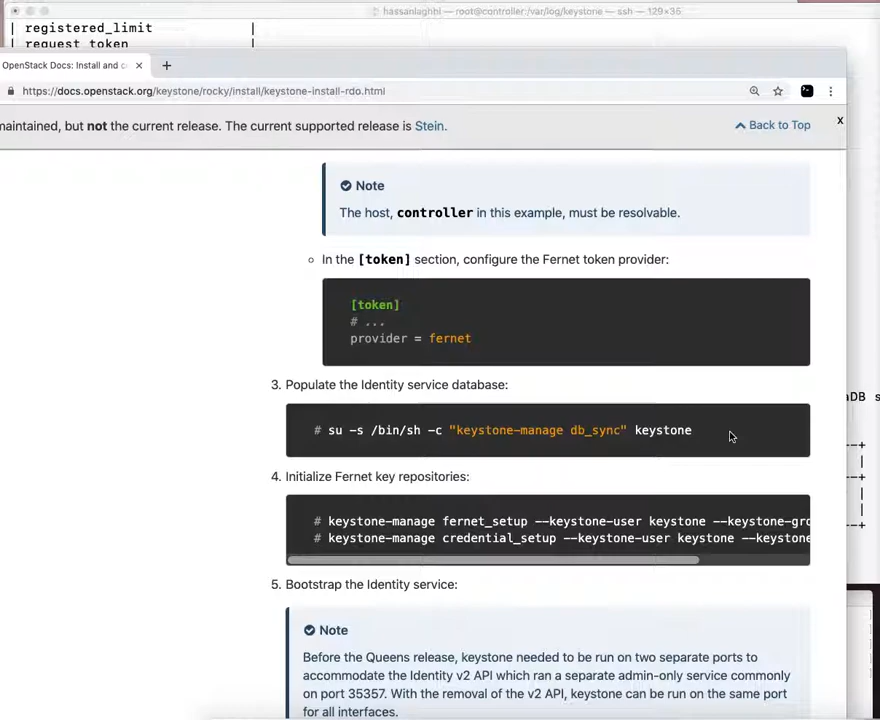 hassanlaghbi — root@controller:/var/log/keystone — ssh — 129×35
| registered_limit |
| request_token |
OpenStack Docs: Install and c × +
https://docs.openstack.org/keystone/rocky/install/keystone-install-rdo.html
maintained, but not the current release. The current supported release is Stein.
Back to Top
x
Note
The host, controller in this example, must be resolvable.
In the [token] section, configure the Fernet token provider:
[token]
# ...
provider = fernet
3. Populate the Identity service database:
# su -s /bin/sh -c "keystone-manage db_sync" keystone
4. Initialize Fernet key repositories:
# keystone-manage fernet_setup --keystone-user keystone --keystone-gro
# keystone-manage credential_setup --keystone-user keystone --keystone
5. Bootstrap the Identity service:
Note
Before the Queens release, keystone needed to be run on two separate ports to
accommodate the Identity v2 API which ran a separate admin-only service commonly
on port 35357. With the removal of the v2 API, keystone can be run on the same port
for all interfaces.